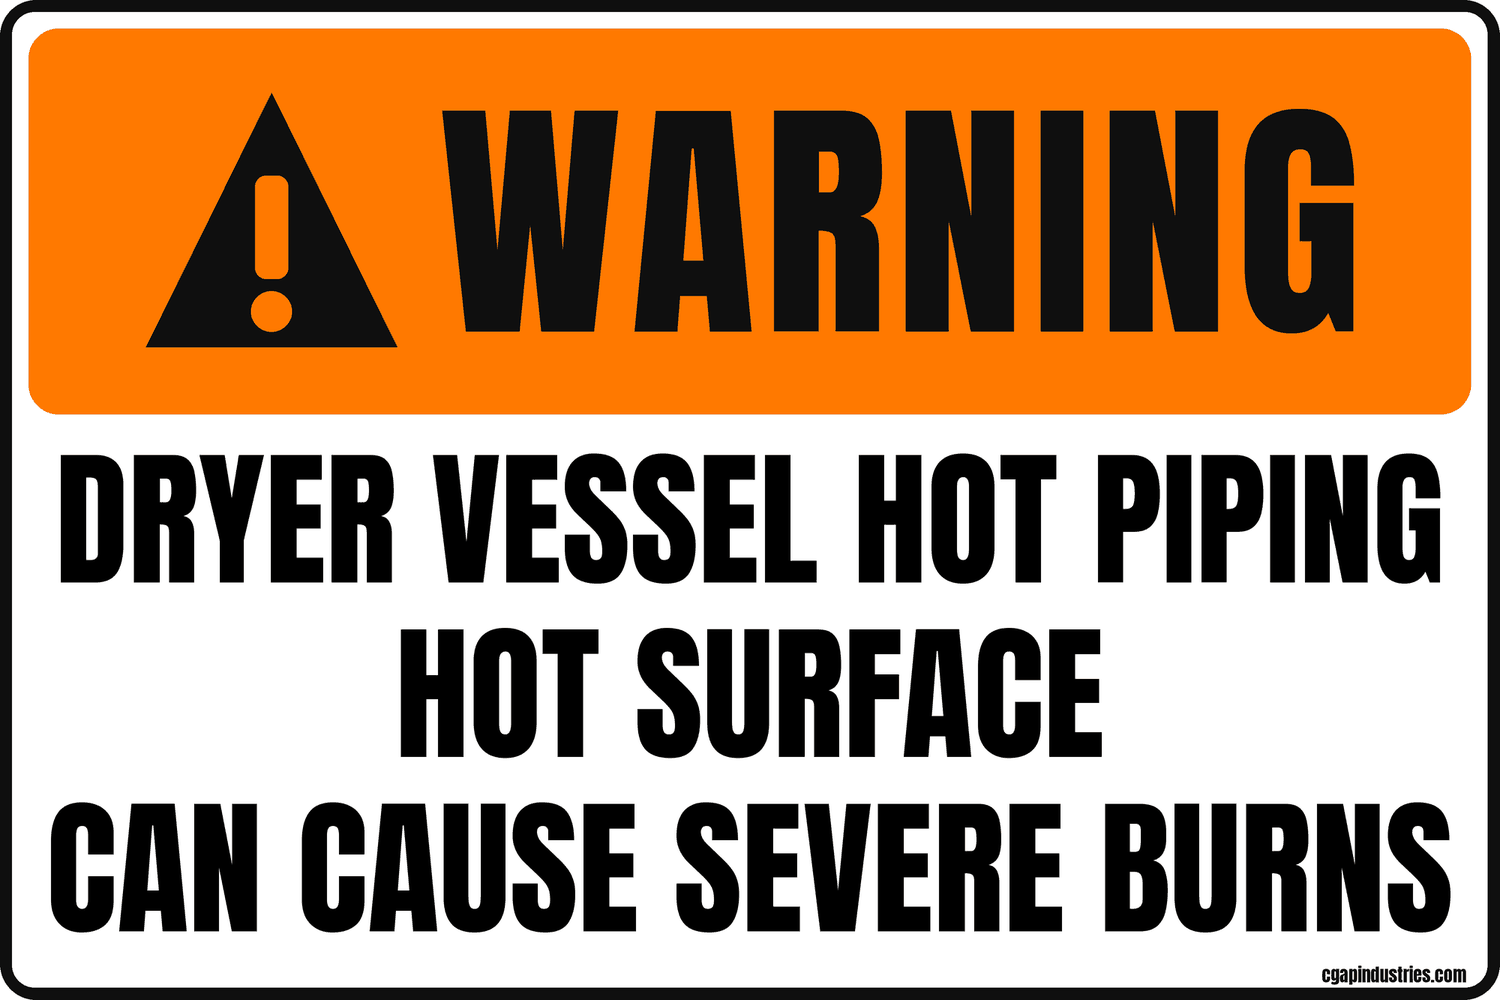 WARNING
DRYER VESSEL HOT PIPING
HOT SURFACE
CAN CAUSE SEVERE BURNS
cgapindustries.com